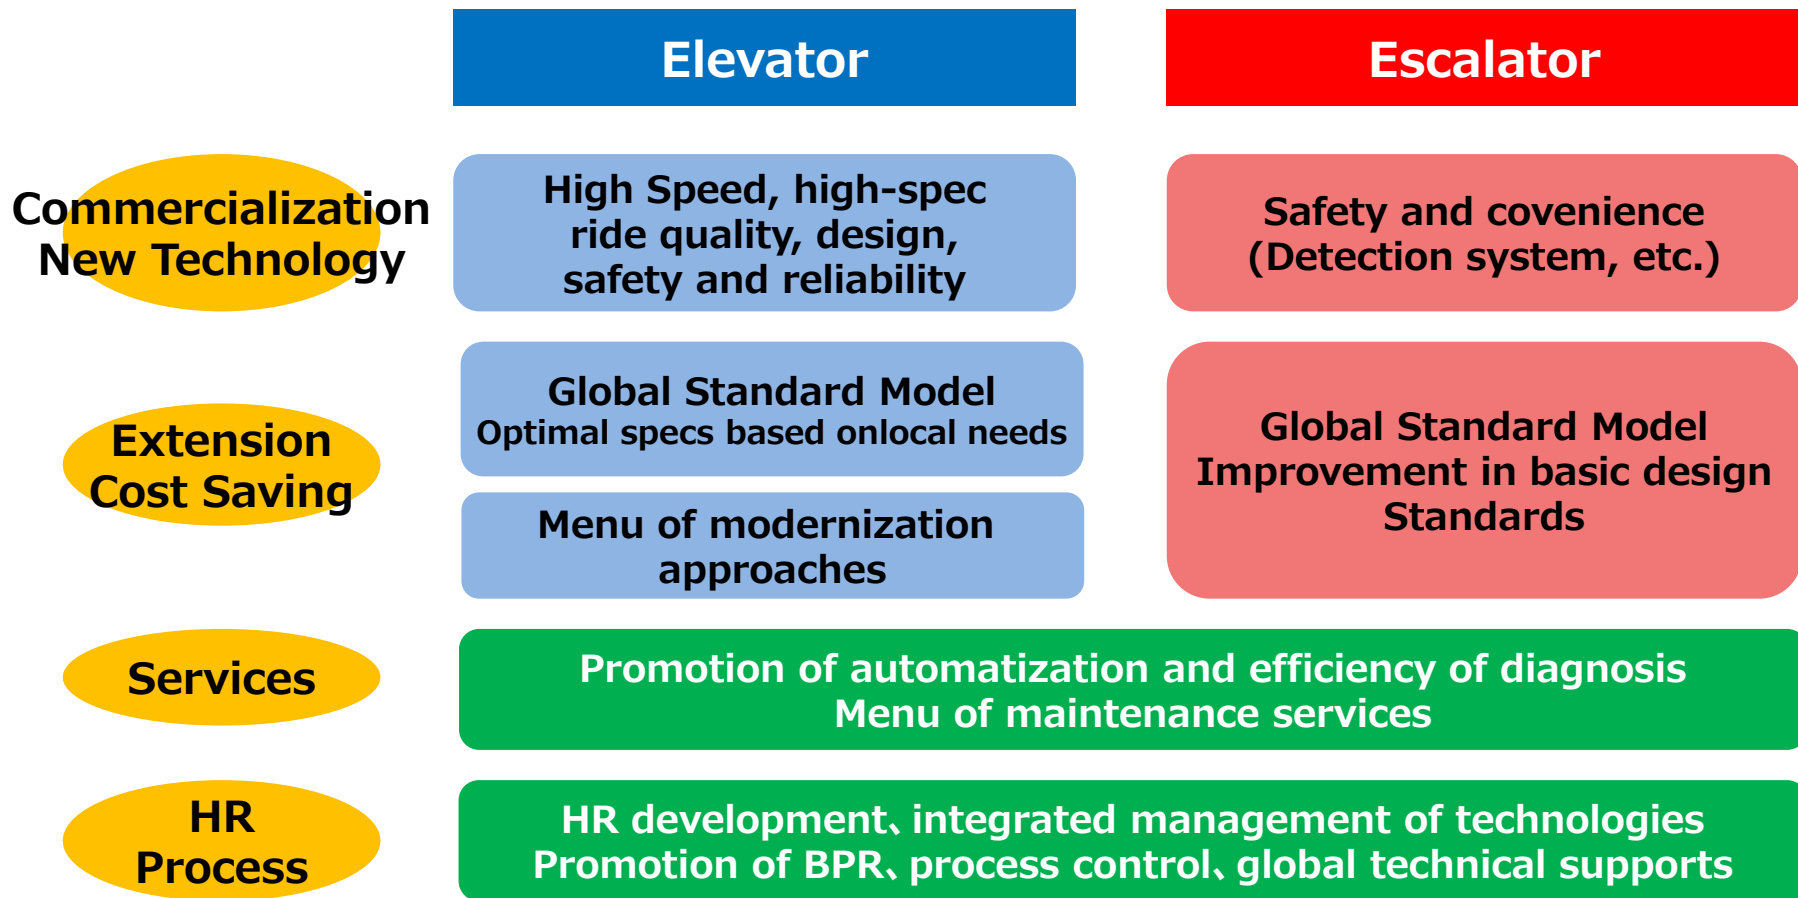 Elevator
Escalator
Commercialization
New Technology
High Speed, high-spec
ride quality, design,
safety and reliability
Safety and covenience
(Detection system, etc.)
Extension
Cost Saving
Global Standard Model
Optimal specs based onlocal needs
Menu of modernization
approaches
Global Standard Model
Improvement in basic design
Standards
Services
Promotion of automatization and efficiency of diagnosis
Menu of maintenance services
HR
Process
HR development、integrated management of technologies
Promotion of BPR、process control、global technical supports